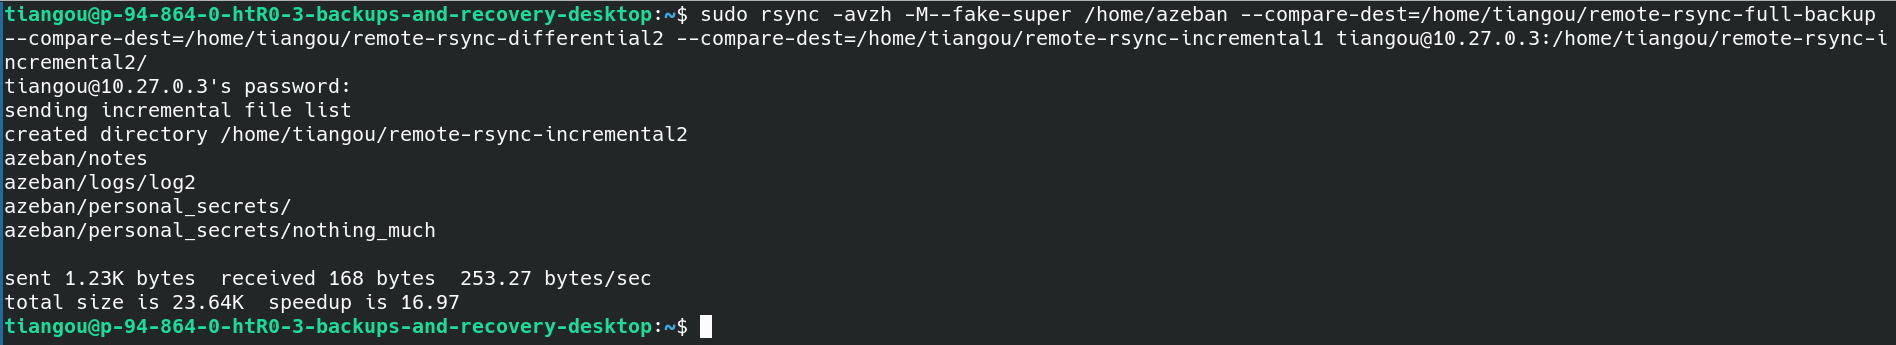 tiangou@p-94-864-0-htR0-3-backups-and-recovery-desktop:~$ sudo rsync -avzh -M--fake-super /home/azeban --compare-dest=/home/tiangou/remote-rsync-full-backup
--compare-dest=/home/tiangou/remote-rsync-differential2 --compare-dest=/home/tiangou/remote-rsync-incremental1 tiangou@10.27.0.3:/home/tiangou/remote-rsync-i
ncremental2/
tiangou@10.27.0.3's password:
sending incremental file list
created directory /home/tiangou/remote-rsync-incremental2
azeban/notes
azeban/logs/log2
azeban/personal_secrets/
azeban/personal_secrets/nothing_much
sent 1.23K bytes  received 168 bytes  253.27 bytes/sec
total size is 23.64K  speedup is 16.97
tiangou@p-94-864-0-htR0-3-backups-and-recovery-desktop:~$